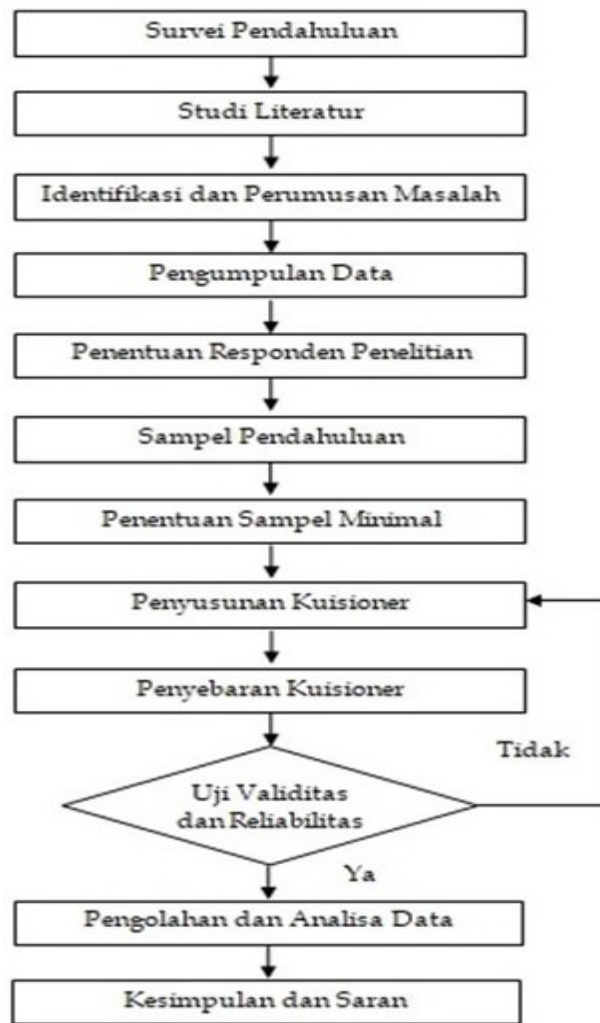 Survei Pendahuluan
Studi Literatur
Identifikasi dan Perumusan Masalah
Pengumpulan Data
Penentuan Responden Penelitian
Sampel Pendahuluan
Penentuan Sampel Minimal
Penyusunan Kuisioner
Penyebaran Kuisioner
Tidak
Uji Validitas
dan Reliabilitas
Ya
Pengolahan dan Analisa Data
Kesimpulan dan Saran